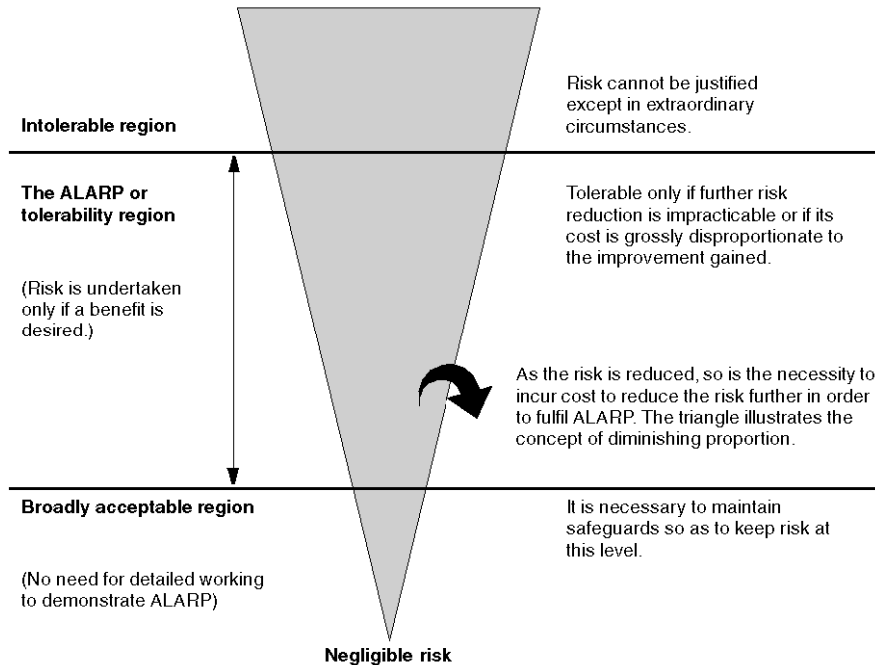 Risk cannot be justified
except in extraordinary
circumstances.
Intolerable region
The ALARP or
tolerability region
Tolerable only if further risk
reduction is impracticable or if its
cost is grossly disproportionate to
the improvement gained.
(Risk is undertaken
only if a benefit is
desired.)
As the risk is reduced, so is the necessity to
incur cost to reduce the risk further in order
to fulfil ALARP. The triangle illustrates the
concept of diminishing proportion.
Broadly acceptable region
It is necessary to maintain
safeguards so as to keep risk at
this level.
(No need for detailed working
to demonstrate ALARP)
Negligible risk